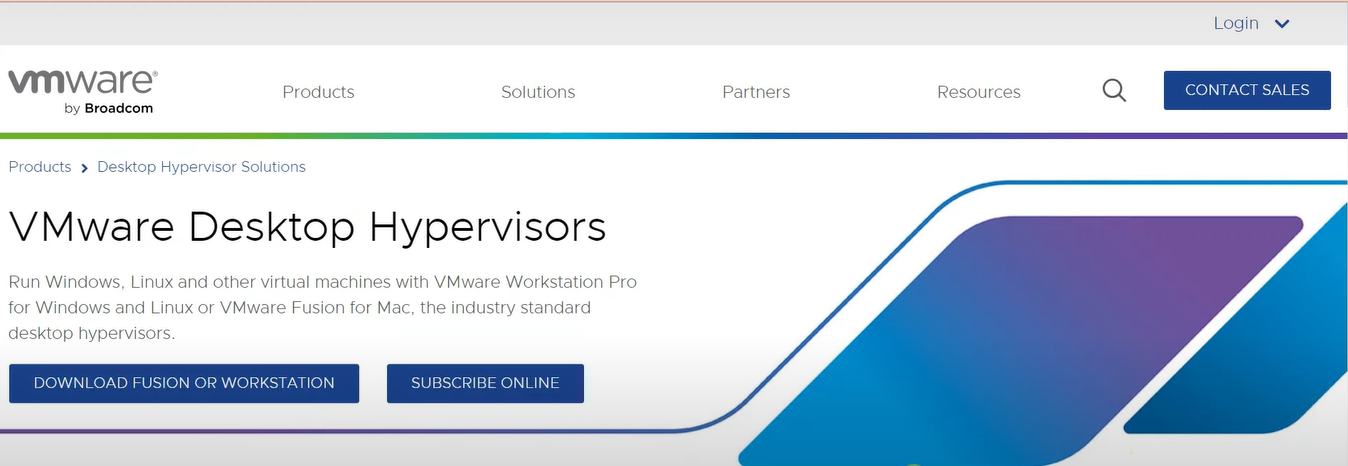 Login
vmware®
by Broadcom
Products
Solutions
Partners
Resources
CONTACT SALES
Products > Desktop Hypervisor Solutions
VMware Desktop Hypervisors
Run Windows, Linux and other virtual machines with VMware Workstation Pro
for Windows and Linux or VMware Fusion for Mac, the industry standard
desktop hypervisors.
DOWNLOAD FUSION OR WORKSTATION
SUBSCRIBE ONLINE